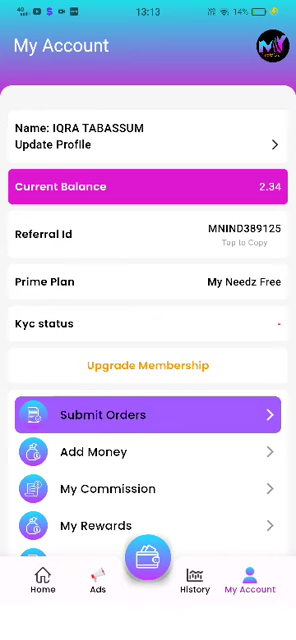 13:13
14%
My Account
Name: IQRA TABASSUM
Update Profile
Current Balance 2.34
Referral Id MNIND389125
Tap to Copy
Prime Plan My Needz Free
Kyc status -
Upgrade Membership
Submit Orders
Add Money
My Commission
My Rewards
Home Ads History My Account